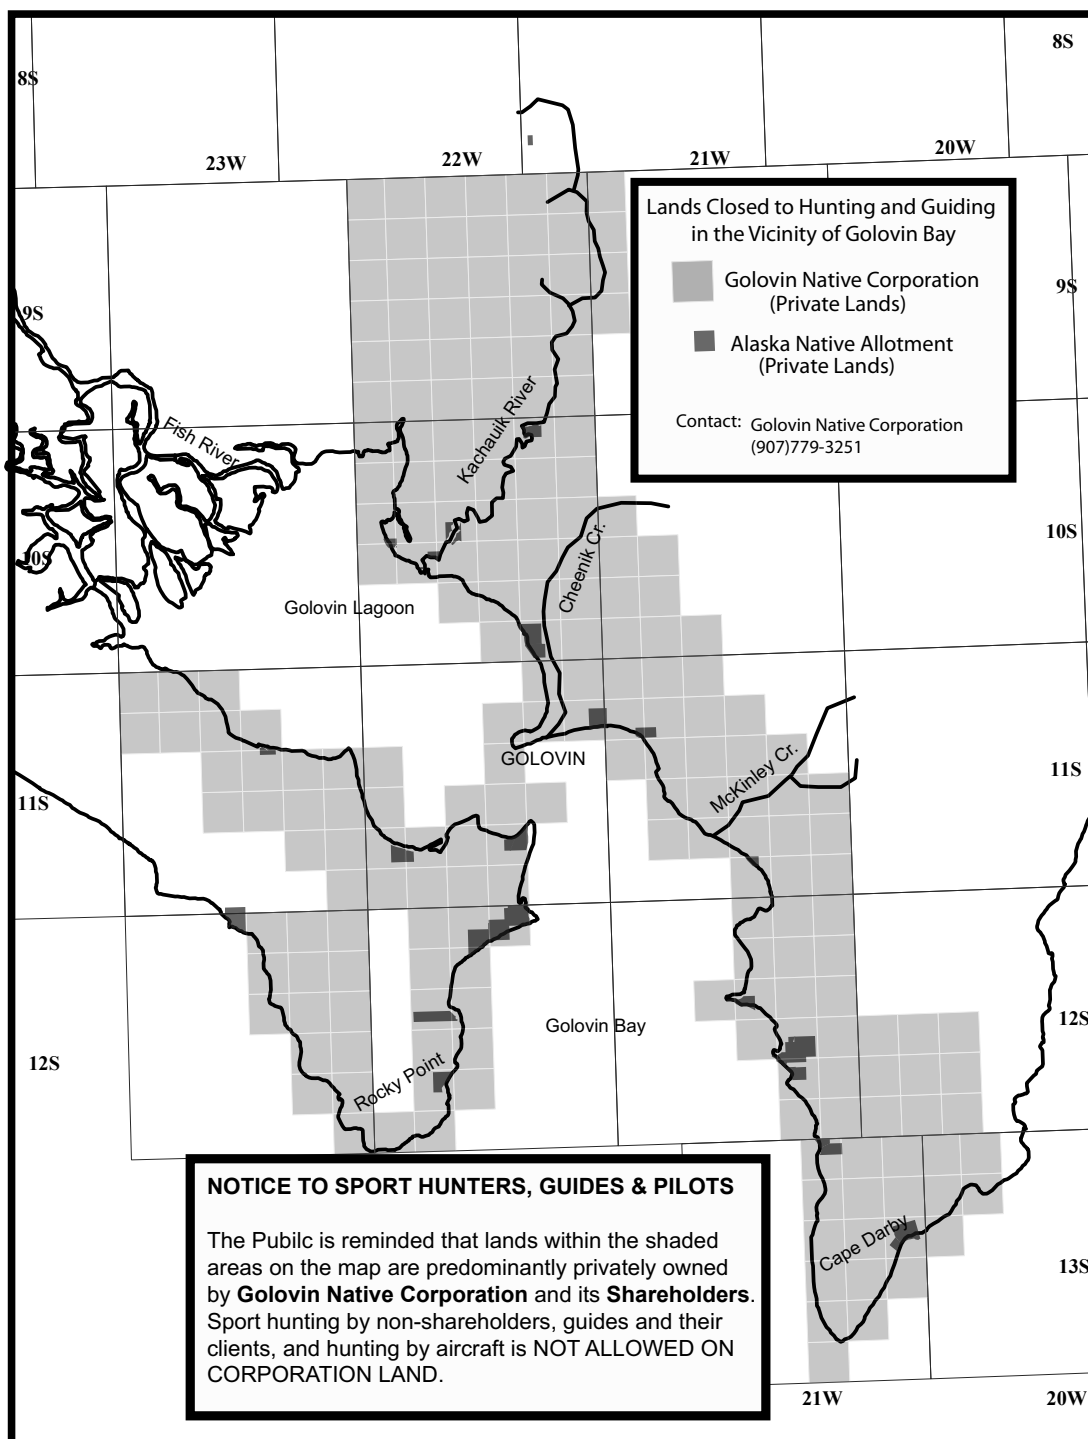 8S
8S
23W
22W
21W
20W
Lands Closed to Hunting and Guiding
in the Vicinity of Golovin Bay
Golovin Native Corporation
(Private Lands)
Alaska Native Allotment
(Private Lands)
Contact: Golovin Native Corporation
(907)779-3251
9S
9S
Fish River
Kachauik River
Cheenik Cr.
10S
10S
Golovin Lagoon
GOLOVIN
McKinley Cr.
11S
11S
Golovin Bay
Rocky Point
12S
12S
Cape Darby
13S
NOTICE TO SPORT HUNTERS, GUIDES & PILOTS
The Pubilc is reminded that lands within the shaded
areas on the map are predominantly privately owned
by Golovin Native Corporation and its Shareholders.
Sport hunting by non-shareholders, guides and their
clients, and hunting by aircraft is NOT ALLOWED ON
CORPORATION LAND.
21W
20W